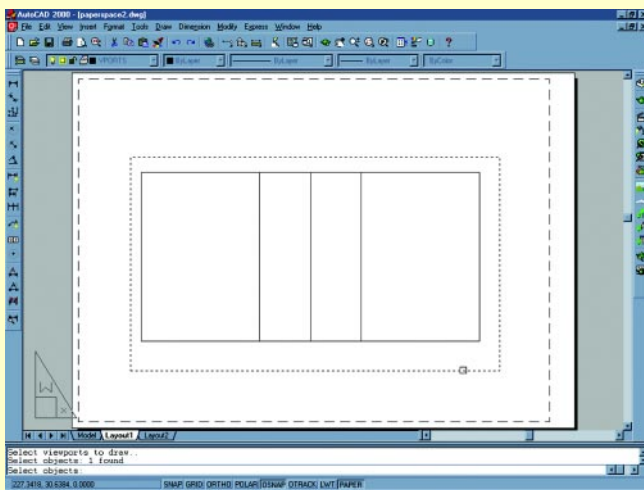 AutoCAD 2000 - [paperspace2.dwg]
File Edit View Insert Format Tools Draw Dimension Modify Express Window Help
VPORTS ByLayer ByLayer ByLayer ByColor
W
X
Model Layout1 Layout2
Select viewports to draw..
Select objects: 1 found
Select objects:
227.3418, 30.6384, 0.0000 SNAP GRID ORTHO POLAR OSNAP OTRACK LWT PAPER